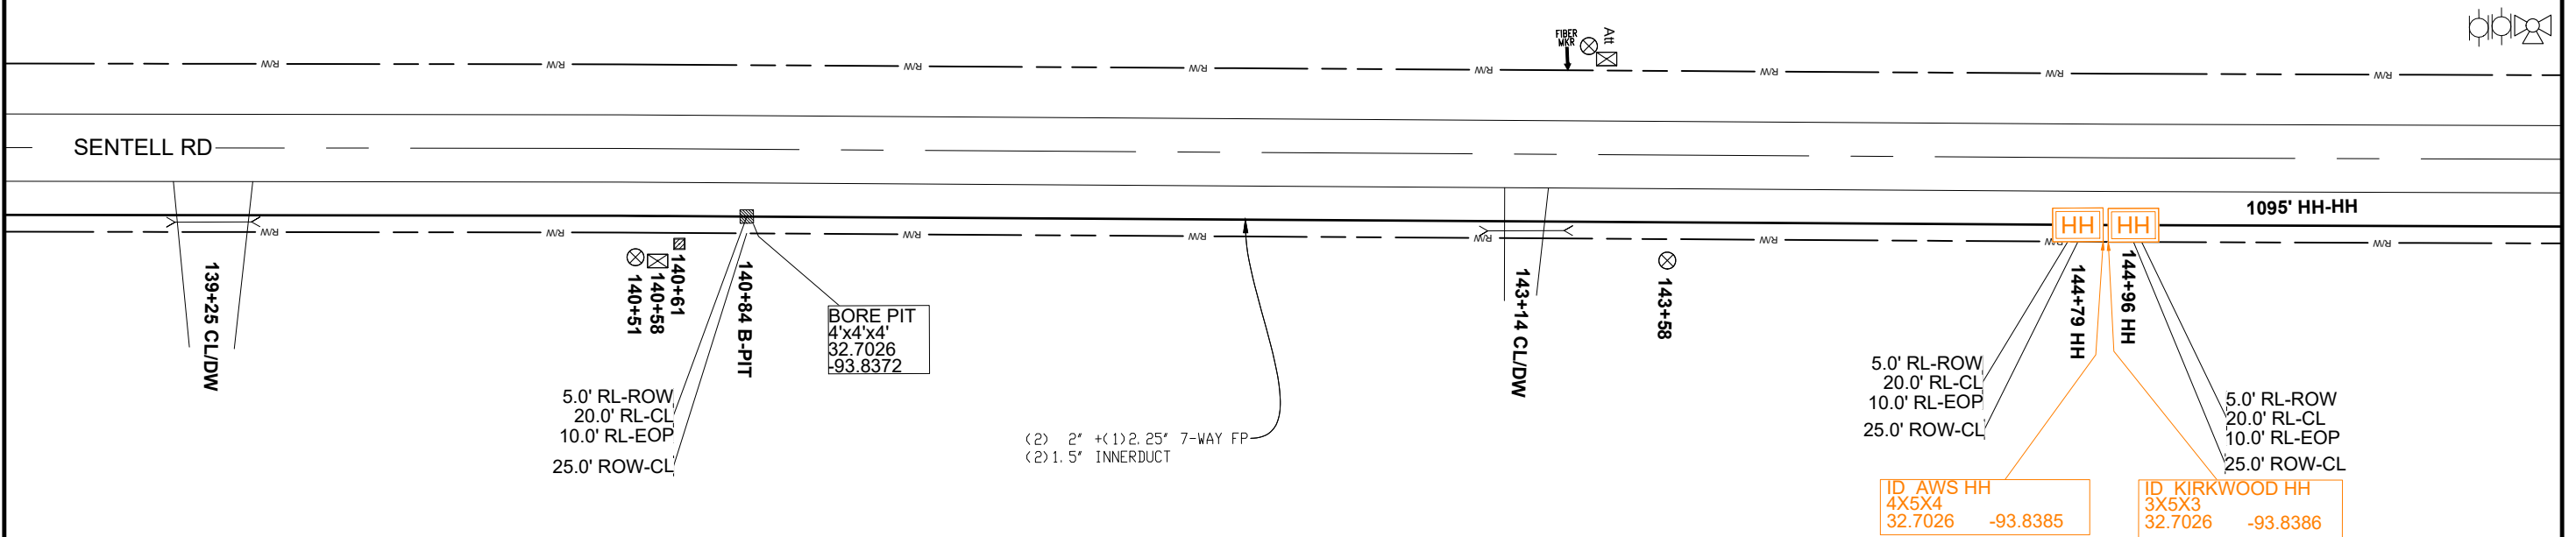 FIBER
MKR
Att
R/W R/W R/W R/W R/W R/W R/W R/W
SENTELL RD
1095' HH-HH
HH HH
R/W R/W R/W R/W R/W R/W R/W R/W
139+25 CL/DW
140+51
140+58
140+61
140+84 B-PIT
BORE PIT
4'x4'x4'
32.7026
-93.8372
5.0' RL-ROW
20.0' RL-CL
10.0' RL-EOP
25.0' ROW-CL
(2) 2" +(1)2.25" 7-WAY FP
(2)1.5" INNERDUCT
143+14 CL/DW
143+58
144+79 HH
144+96 HH
5.0' RL-ROW
20.0' RL-CL
10.0' RL-EOP
25.0' ROW-CL
5.0' RL-ROW
20.0' RL-CL
10.0' RL-EOP
25.0' ROW-CL
ID AWS HH
4X5X4
32.7026 -93.8385
ID KIRKWOOD HH
3X5X3
32.7026 -93.8386